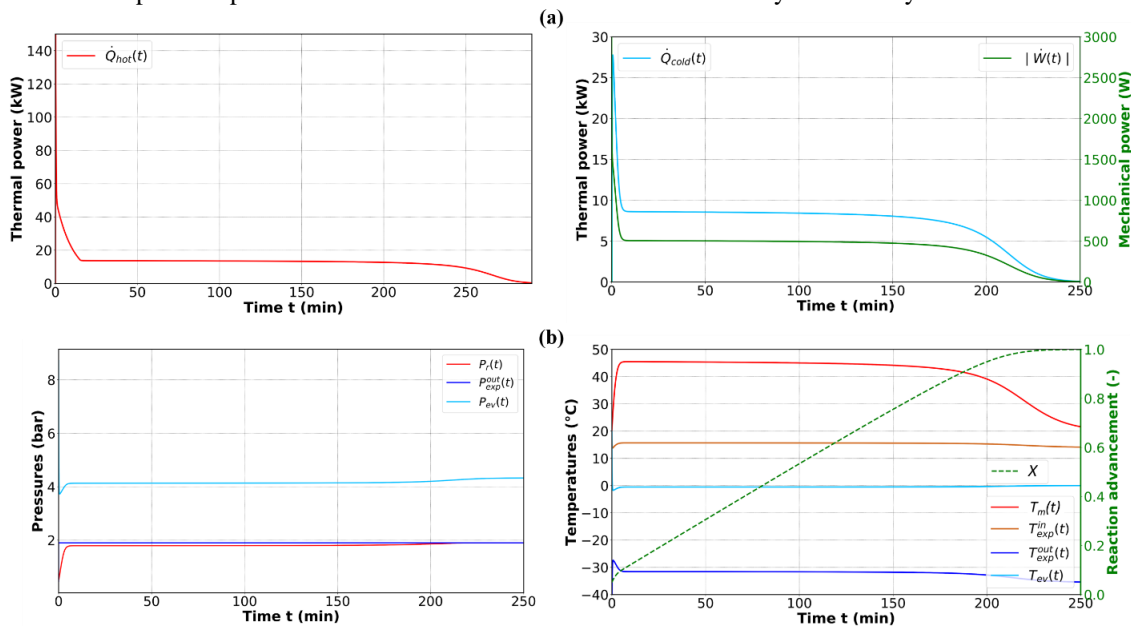 (a)
Thermal power (kW)
140
120
100
80
60
40
20
0
Q̇hot(t)
0 50 100 150 200 250
Time t (min)
Thermal power (kW)
30
25
20
15
10
5
0
Q̇cold(t)
| Ẇ(t) |
3000
2500
2000
1500
1000
500
0
Mechanical power (W)
0 50 100 150 200 250
Time t (min)
(b)
Pressures (bar)
8
6
4
2
Pr(t)
Pexp^out(t)
Pev(t)
0 50 100 150 200 250
Time t (min)
Temperatures (°C)
50
40
30
20
10
0
−10
−20
−30
−40
X
Tm(t)
Texp^in(t)
Texp^out(t)
Tev(t)
1.0
0.8
0.6
0.4
0.2
0.0
Reaction advancement (-)
0 50 100 150 200 250
Time t (min)